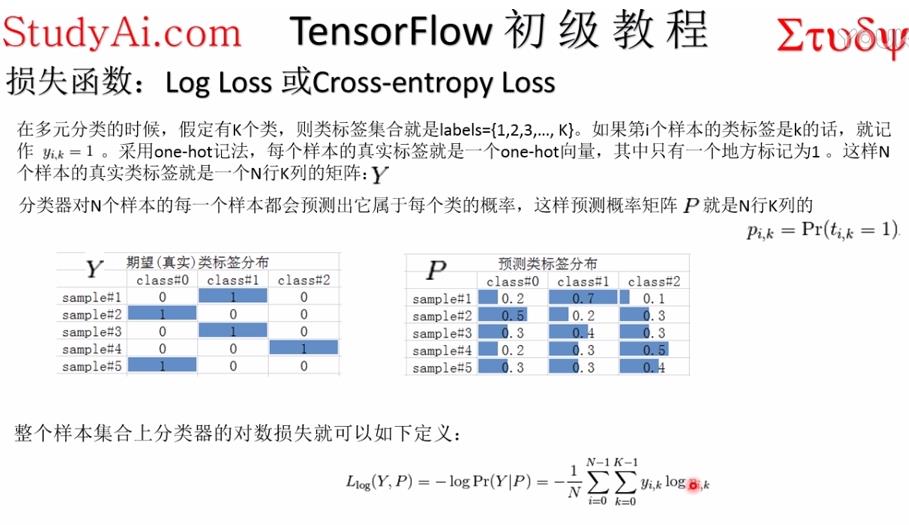 StudyAi.com TensorFlow 初级教程 Στυδψ
损失函数：Log Loss 或Cross-entropy Loss
在多元分类的时候，假定有K个类，则类标签集合就是labels={1,2,3,..., K}。如果第i个样本的类标签是k的话，就记
作 yi,k = 1 。采用one-hot记法，每个样本的真实标签就是一个one-hot向量，其中只有一个地方标记为1 。这样N
个样本的真实类标签就是一个N行K列的矩阵：Y
分类器对N个样本的每一个样本都会预测出它属于每个类的概率，这样预测概率矩阵 P 就是N行K列的
pi,k = Pr(ti,k = 1).
Y 期望(真实)类标签分布
class#0 class#1 class#2
sample#1 0 1 0
sample#2 1 0 0
sample#3 0 1 0
sample#4 0 0 1
sample#5 1 0 0
P 预测类标签分布
class#0 class#1 class#2
sample#1 0.2 0.7 0.1
sample#2 0.5 0.2 0.3
sample#3 0.3 0.4 0.3
sample#4 0.2 0.3 0.5
sample#5 0.3 0.3 0.4
整个样本集合上分类器的对数损失就可以如下定义：
Llog(Y, P) = − log Pr(Y|P) = − 1/N ∑i=0 N−1 ∑k=0 K−1 yi,k log i,k